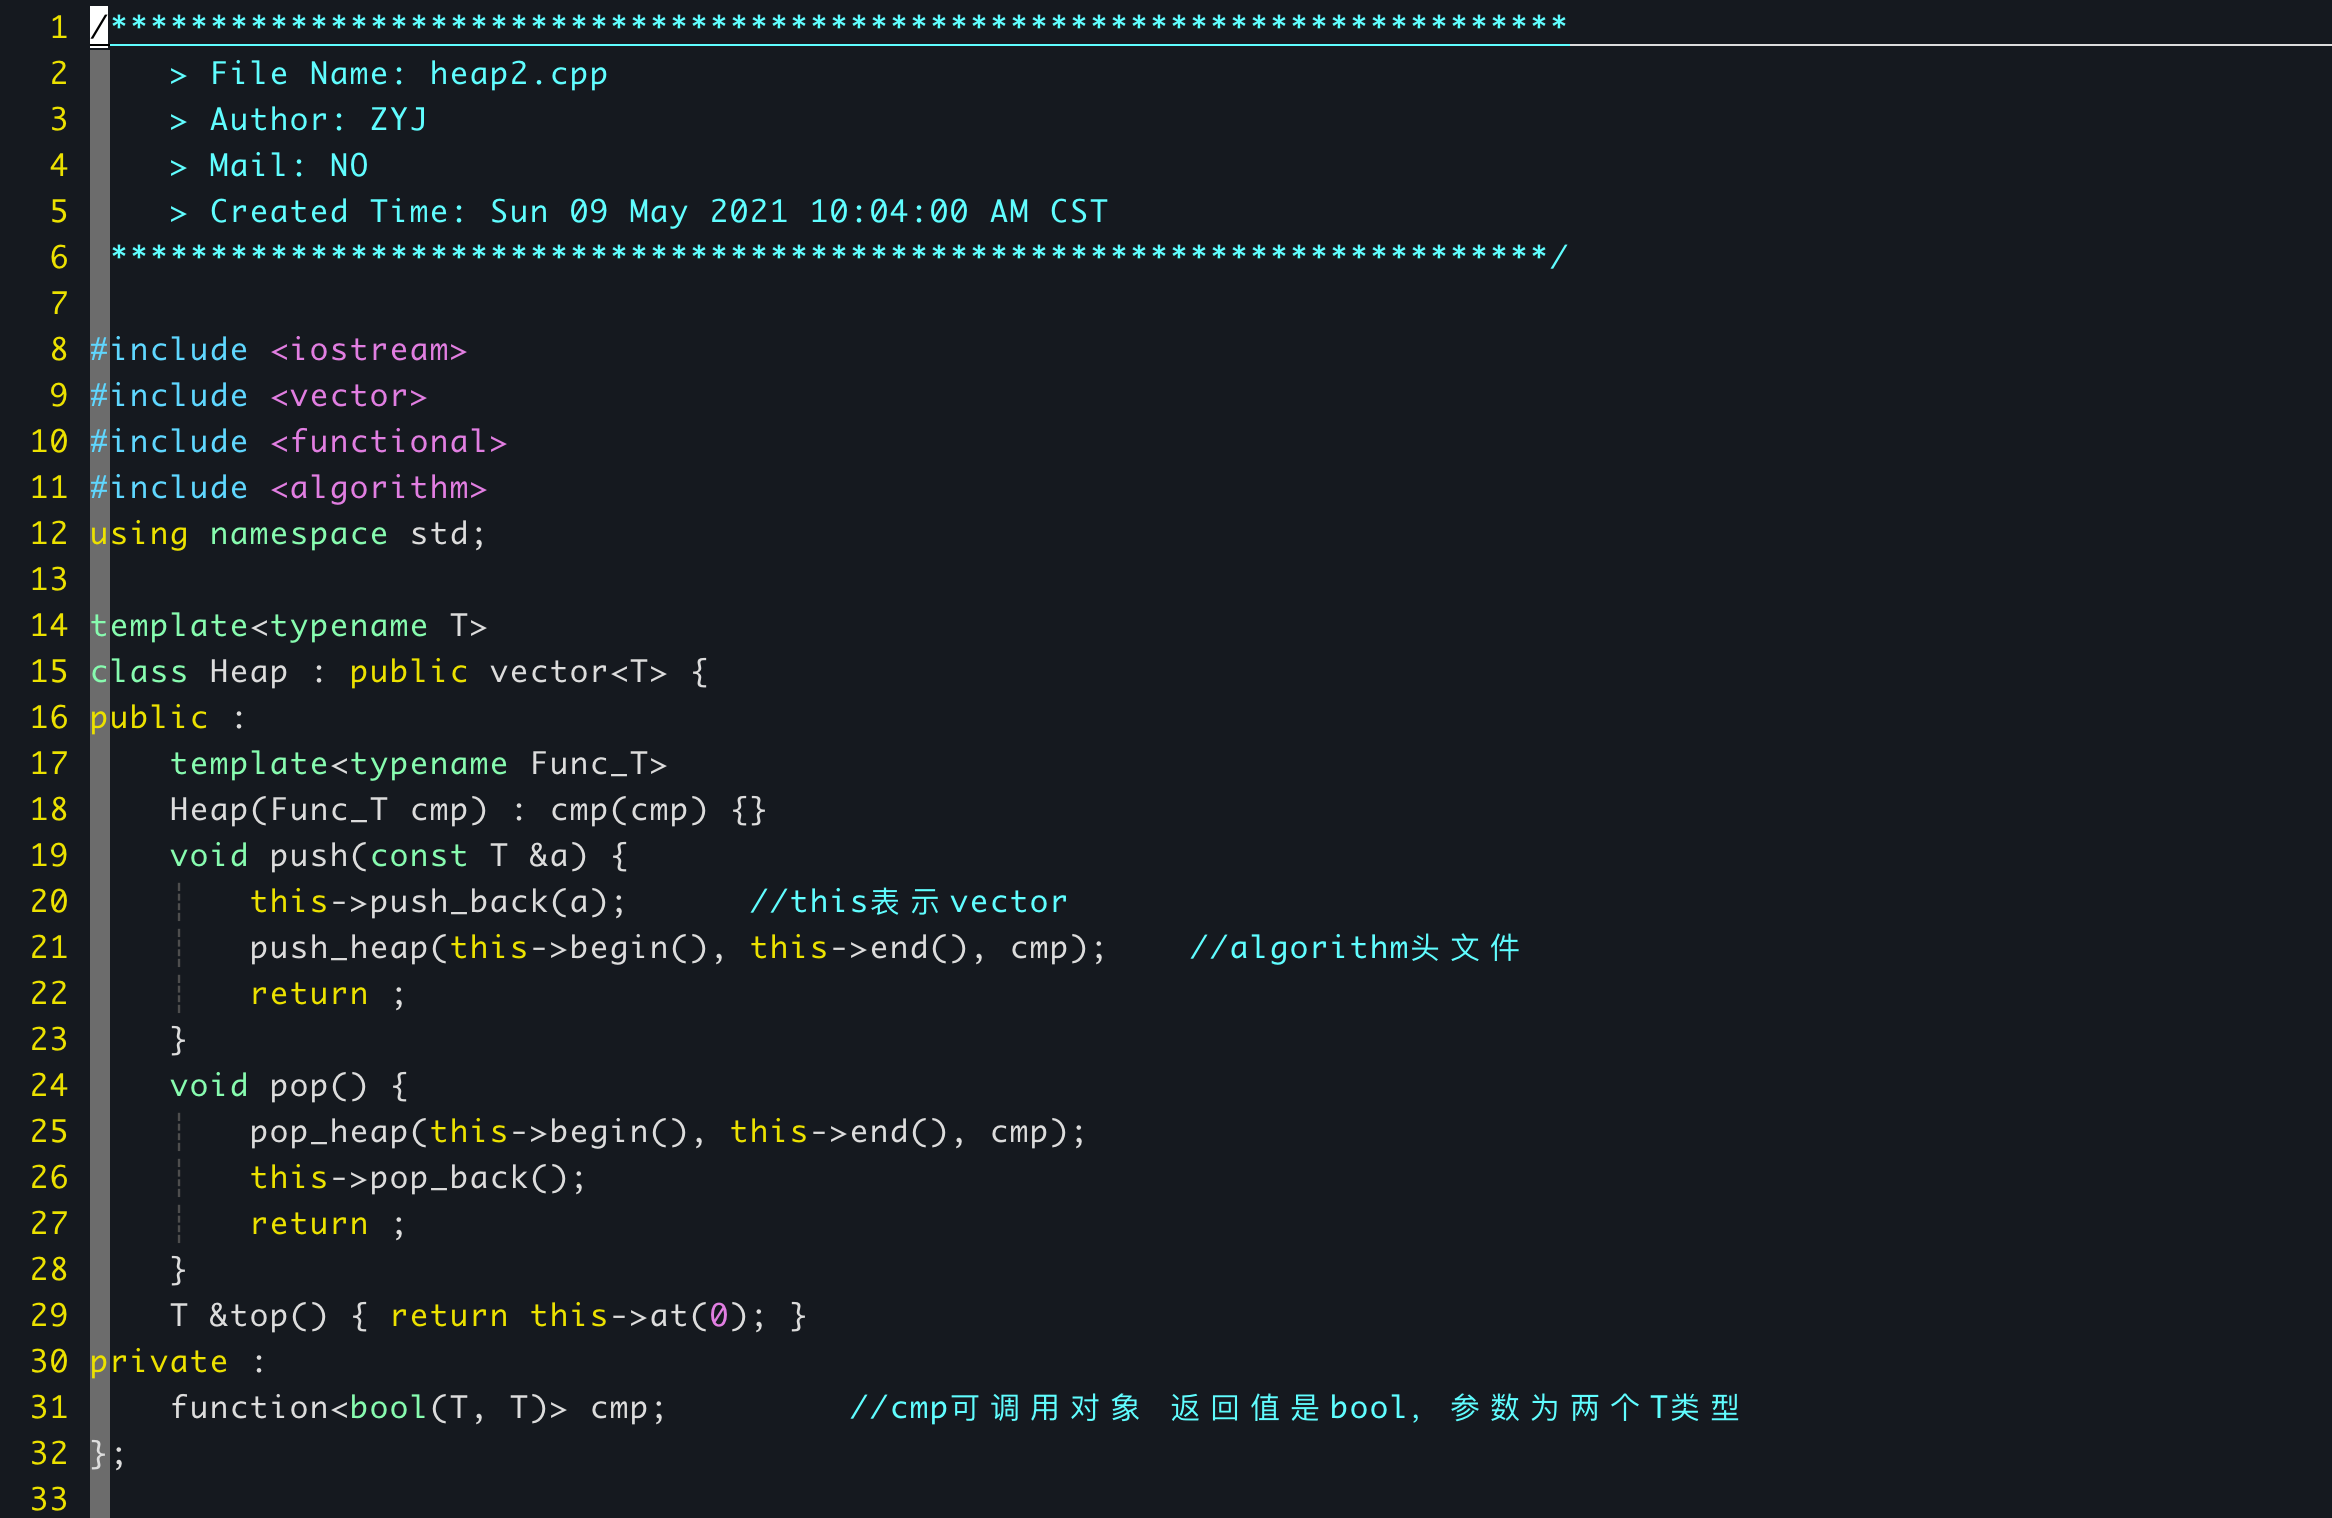 1 /*************************************************************************
2     > File Name: heap2.cpp
3     > Author: ZYJ
4     > Mail: NO
5     > Created Time: Sun 09 May 2021 10:04:00 AM CST
6  ************************************************************************/
7
8 #include <iostream>
9 #include <vector>
10 #include <functional>
11 #include <algorithm>
12 using namespace std;
13
14 template<typename T>
15 class Heap : public vector<T> {
16 public :
17     template<typename Func_T>
18     Heap(Func_T cmp) : cmp(cmp) {}
19     void push(const T &a) {
20         this->push_back(a);      //this表示vector
21         push_heap(this->begin(), this->end(), cmp);    //algorithm头文件
22         return ;
23     }
24     void pop() {
25         pop_heap(this->begin(), this->end(), cmp);
26         this->pop_back();
27         return ;
28     }
29     T &top() { return this->at(0); }
30 private :
31     function<bool(T, T)> cmp;         //cmp可调用对象 返回值是bool, 参数为两个T类型
32 };
33